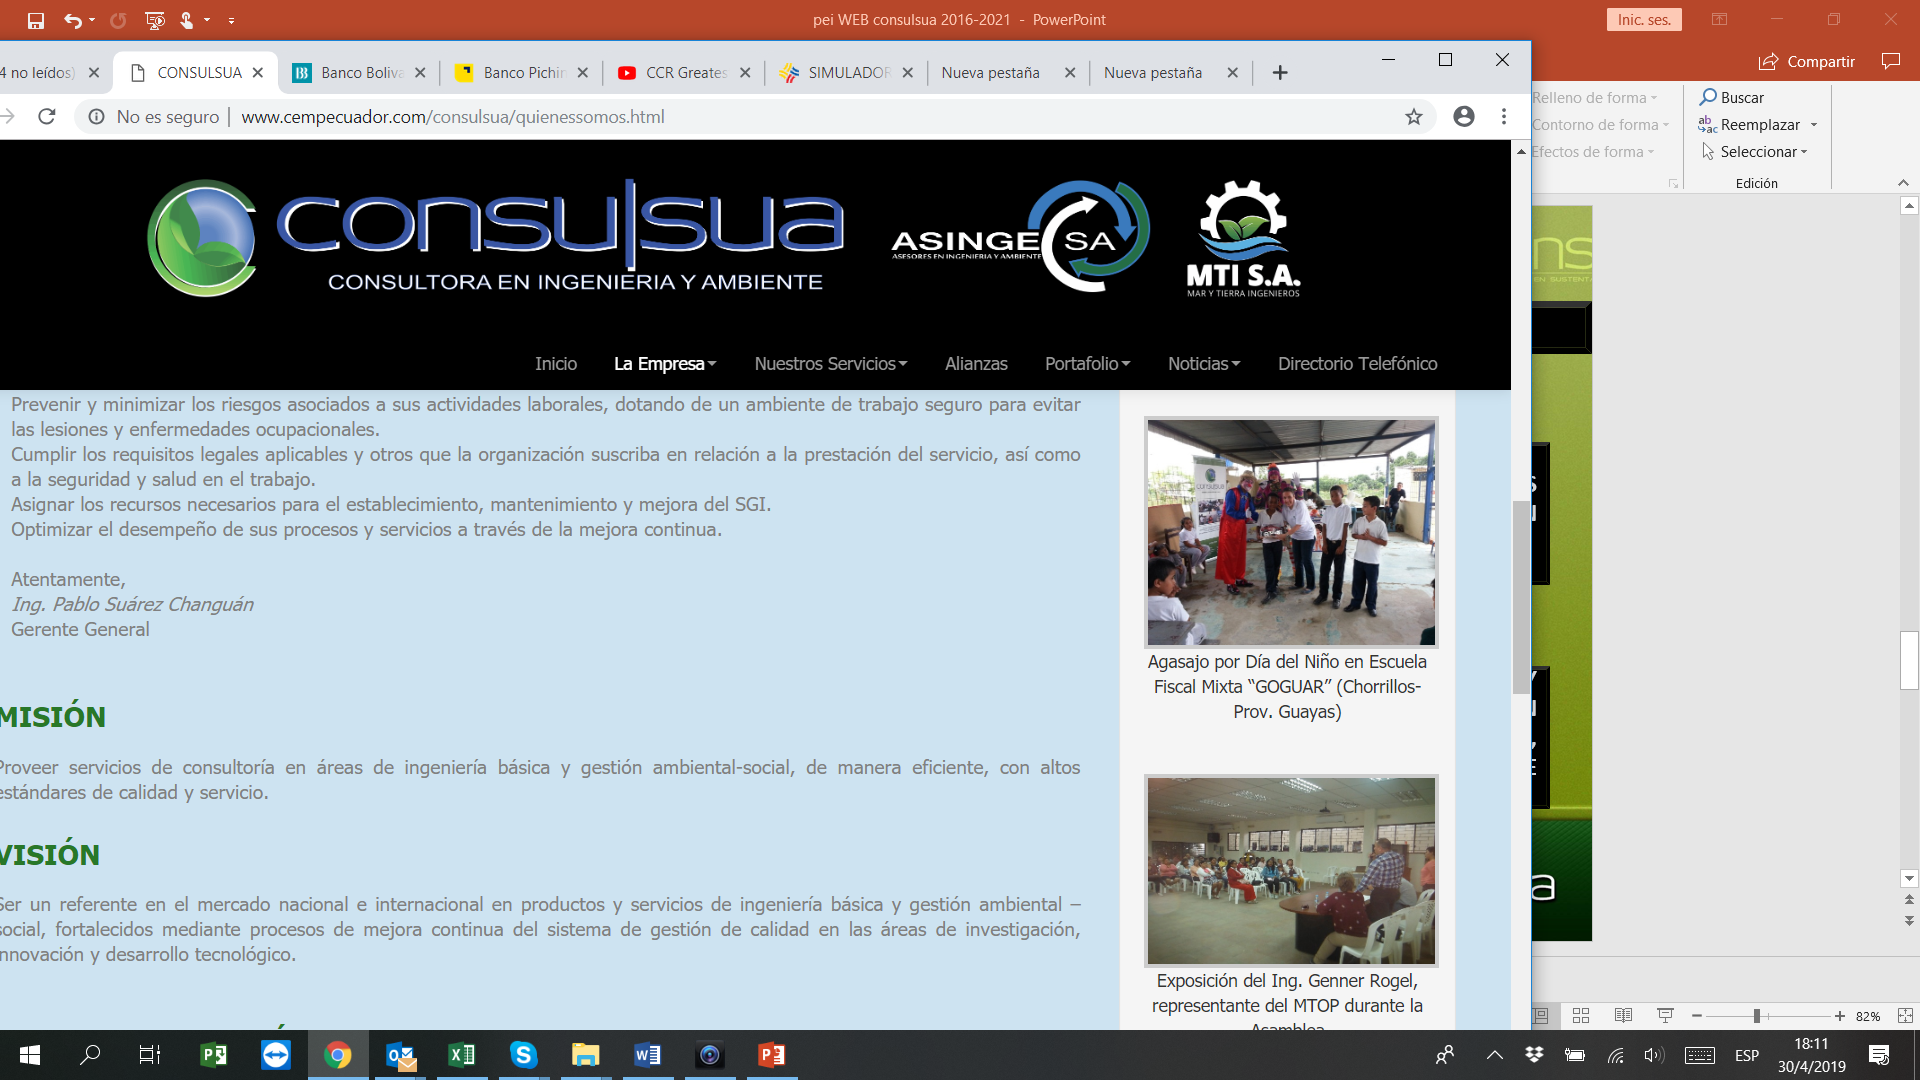 pei WEB consulsua 2016-2021 - PowerPoint
Inic. ses.
4 no leídos)
CONSULSUA
Banco Boliva
Banco Pichin
CCR Greates
SIMULADOR
Nueva pestaña
Nueva pestaña
Compartir
No es seguro
www.cempecuador.com/consulsua/quienessomos.html
Relleno de forma
Contorno de forma
Efectos de forma
Buscar
Reemplazar
Seleccionar
Edición
consulsua
CONSULTORA EN INGENIERIA Y AMBIENTE
ASINGE SA
ASESORES EN INGENIERIA Y AMBIENTE
MTI S.A.
MAR Y TIERRA INGENIEROS
Inicio
La Empresa
Nuestros Servicios
Alianzas
Portafolio
Noticias
Directorio Telefónico
Prevenir y minimizar los riesgos asociados a sus actividades laborales, dotando de un ambiente de trabajo seguro para evitar
las lesiones y enfermedades ocupacionales.
Cumplir los requisitos legales aplicables y otros que la organización suscriba en relación a la prestación del servicio, así como
a la seguridad y salud en el trabajo.
Asignar los recursos necesarios para el establecimiento, mantenimiento y mejora del SGI.
Optimizar el desempeño de sus procesos y servicios a través de la mejora continua.
Atentamente,
Ing. Pablo Suárez Changuán
Gerente General
MISIÓN
Proveer servicios de consultoría en áreas de ingeniería básica y gestión ambiental-social, de manera eficiente, con altos
estándares de calidad y servicio.
VISIÓN
Ser un referente en el mercado nacional e internacional en productos y servicios de ingeniería básica y gestión ambiental –
social, fortalecidos mediante procesos de mejora continua del sistema de gestión de calidad en las áreas de investigación,
innovación y desarrollo tecnológico.
consulsua
Agasajo por Día del Niño en Escuela
Fiscal Mixta “GOGUAR” (Chorrillos-
Prov. Guayas)
Exposición del Ing. Genner Rogel,
representante del MTOP durante la
Asamblea
82%
ESP
18:11
30/4/2019